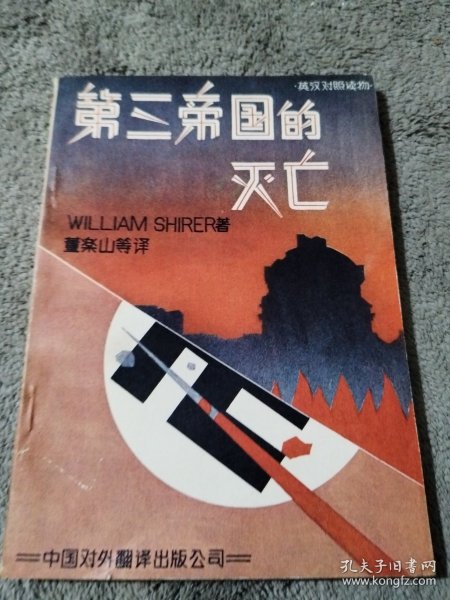 ·英汉对照读物·
第三帝国的
灭亡
WILLIAM SHIRER著
董乐山等译
中国对外翻译出版公司
孔夫子旧书网
www.kongfz.com